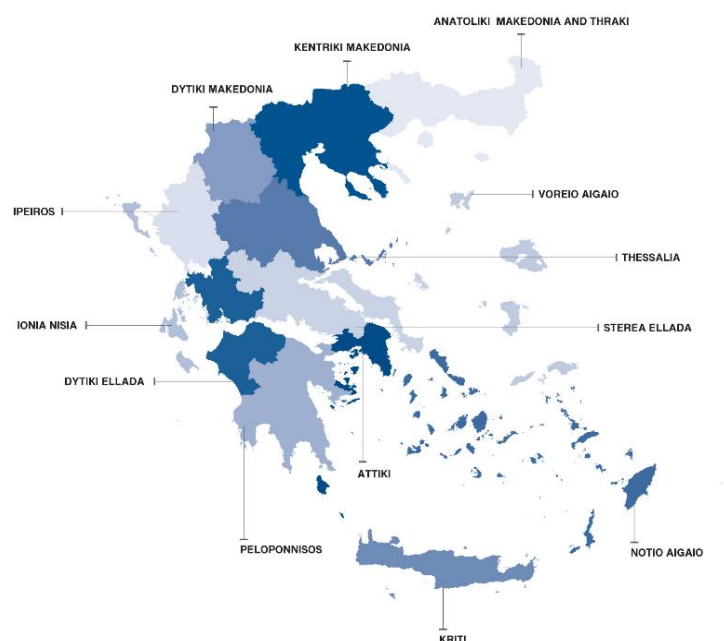 ANATOLIKI MAKEDONIA AND THRAKI
KENTRIKI MAKEDONIA
DYTIKI MAKEDONIA
VOREIO AIGAIO
IPEIROS
THESSALIA
IONIA NISIA
STEREA ELLADA
DYTIKI ELLADA
ATTIKI
PELOPONNISOS
NOTIO AIGAIO
KRITI